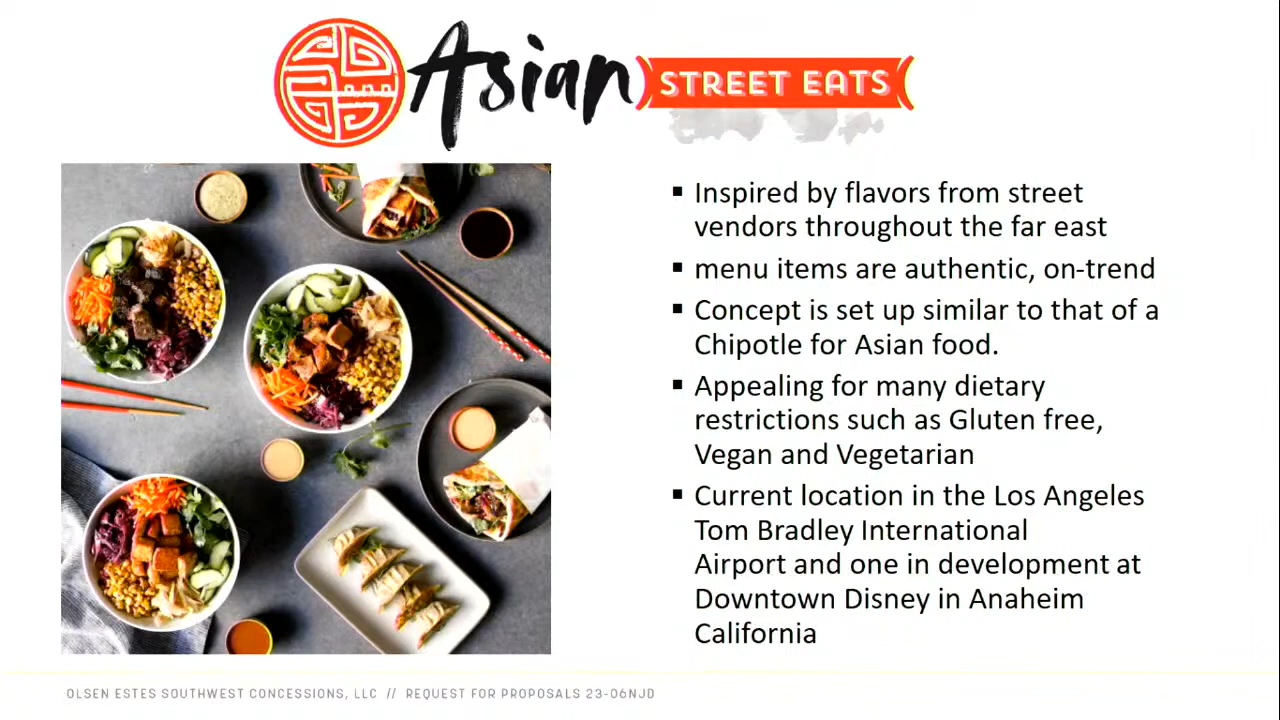 Asian STREET EATS
▪ Inspired by flavors from street
vendors throughout the far east
▪ menu items are authentic, on-trend
▪ Concept is set up similar to that of a
Chipotle for Asian food.
▪ Appealing for many dietary
restrictions such as Gluten free,
Vegan and Vegetarian
▪ Current location in the Los Angeles
Tom Bradley International
Airport and one in development at
Downtown Disney in Anaheim
California
OLSEN ESTES SOUTHWEST CONCESSIONS, LLC // REQUEST FOR PROPOSALS 23-06NJD